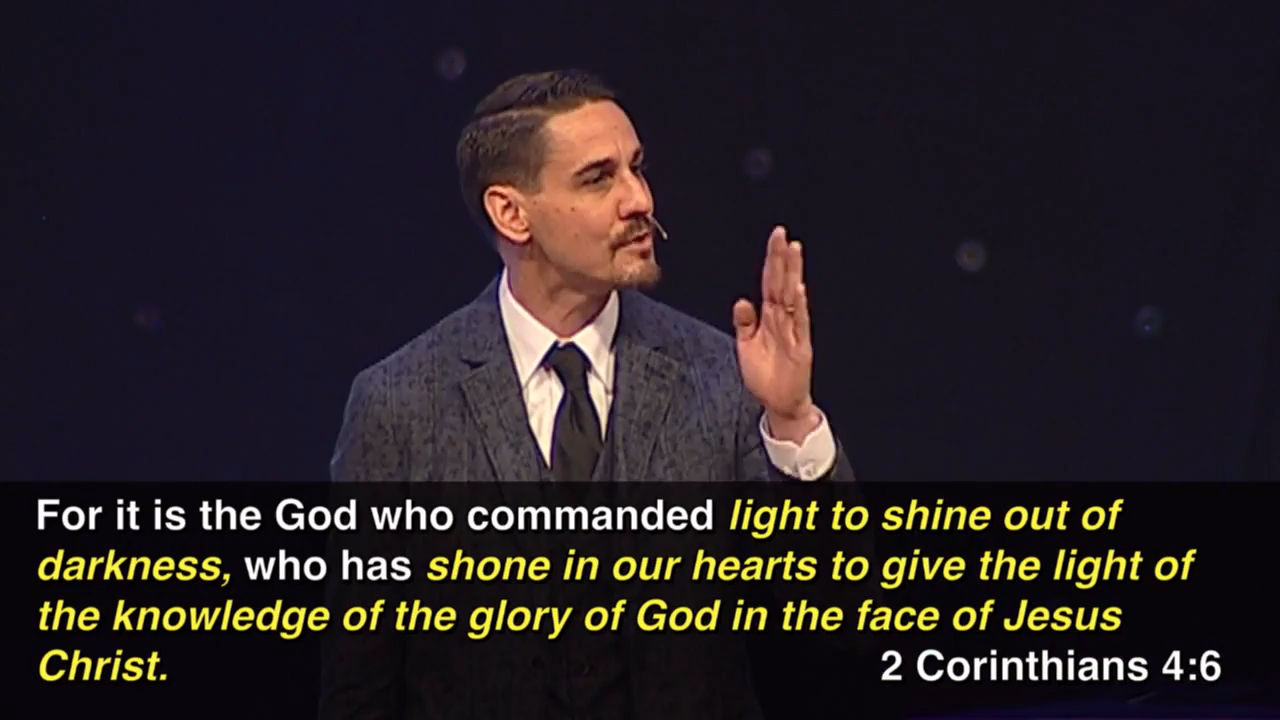 For it is the God who commanded light to shine out of
darkness, who has shone in our hearts to give the light of
the knowledge of the glory of God in the face of Jesus
Christ. 2 Corinthians 4:6